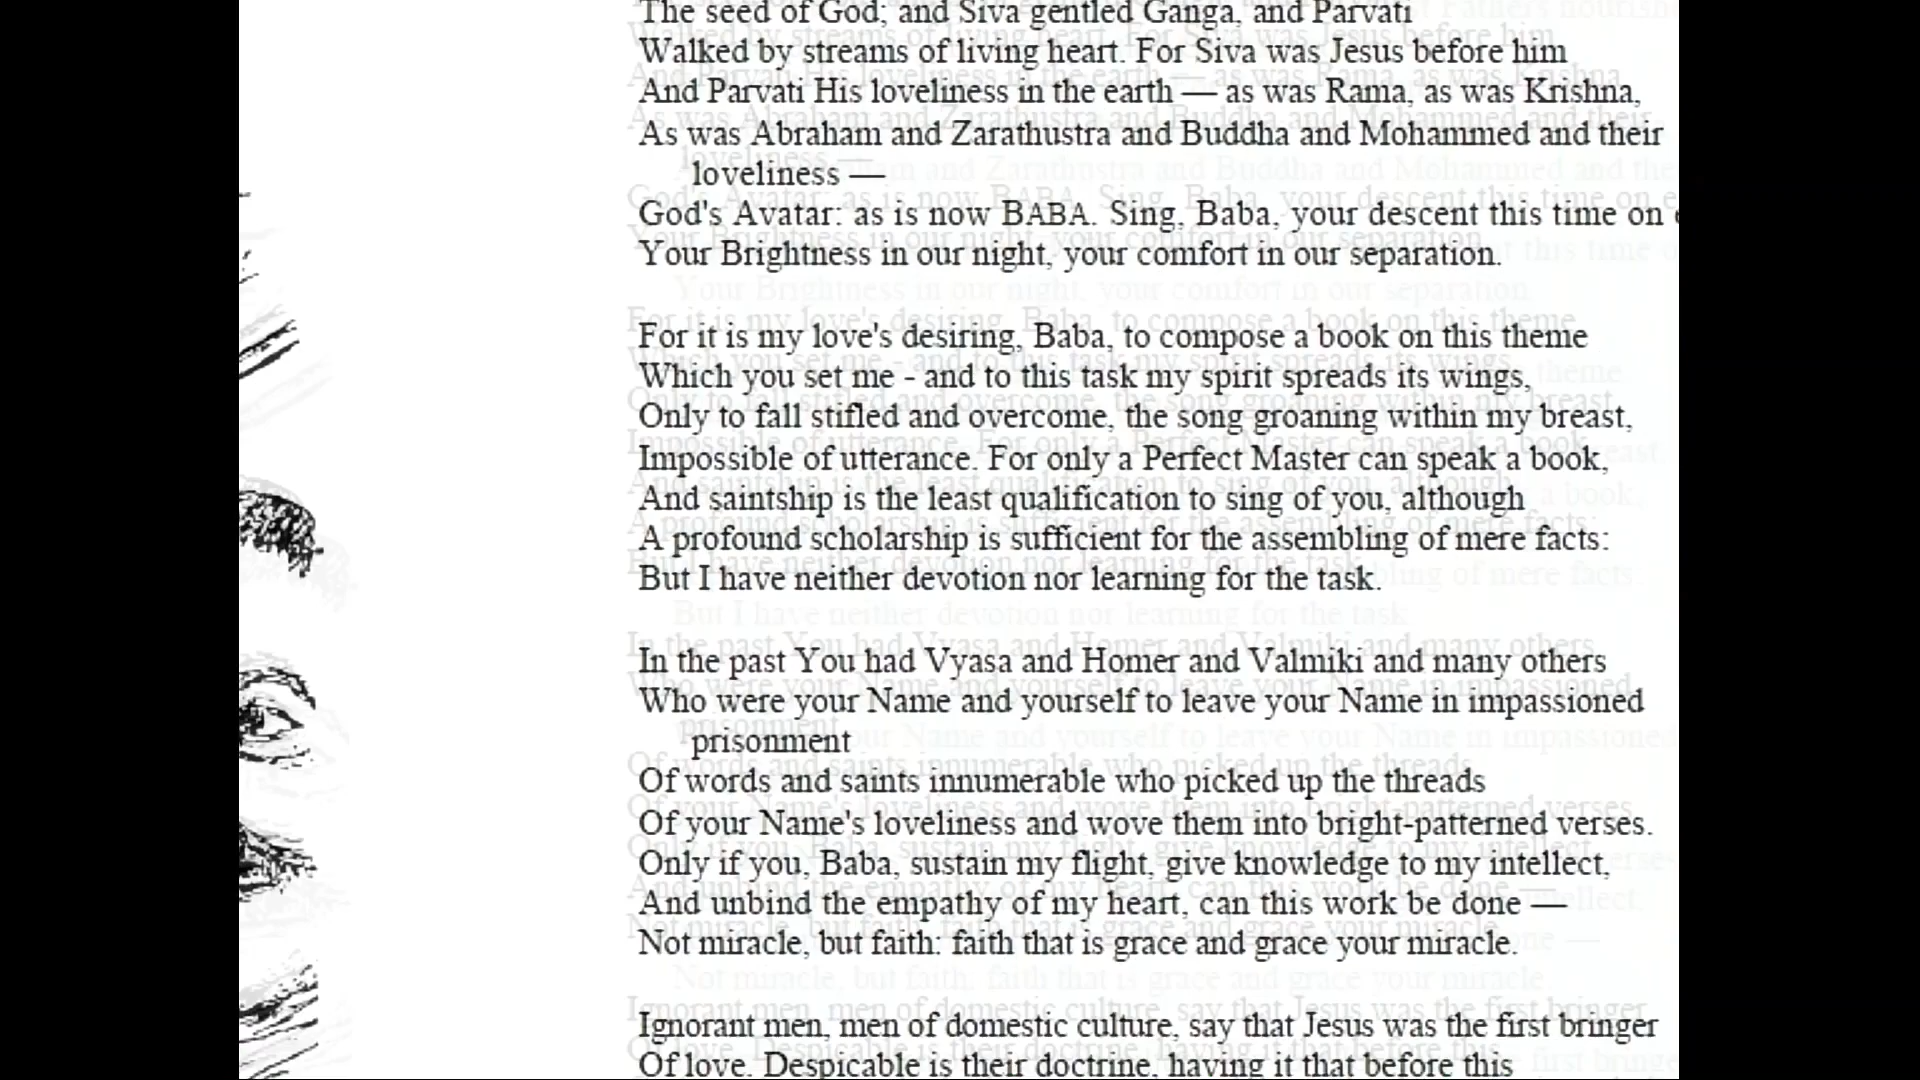 The seed of God, and Siva gentled Ganga, and Parvati
Walked by streams of living heart. For Siva was Jesus before him
And Parvati His loveliness in the earth — as was Rama, as was Krishna,
As was Abraham and Zarathustra and Buddha and Mohammed and their
loveliness —
God's Avatar: as is now BABA. Sing, Baba, your descent this time on
Your Brightness in our night, your comfort in our separation.
For it is my love's desiring, Baba, to compose a book on this theme
Which you set me - and to this task my spirit spreads its wings,
Only to fall stifled and overcome, the song groaning within my breast,
Impossible of utterance. For only a Perfect Master can speak a book,
And saintship is the least qualification to sing of you, although
A profound scholarship is sufficient for the assembling of mere facts:
But I have neither devotion nor learning for the task.
In the past You had Vyasa and Homer and Valmiki and many others
Who were your Name and yourself to leave your Name in impassioned
prisonment
Of words and saints innumerable who picked up the threads
Of your Name's loveliness and wove them into bright-patterned verses.
Only if you, Baba, sustain my flight, give knowledge to my intellect,
And unbind the empathy of my heart, can this work be done —
Not miracle, but faith: faith that is grace and grace your miracle.
Ignorant men, men of domestic culture, say that Jesus was the first bringer
Of love. Despicable is their doctrine, having it that before this